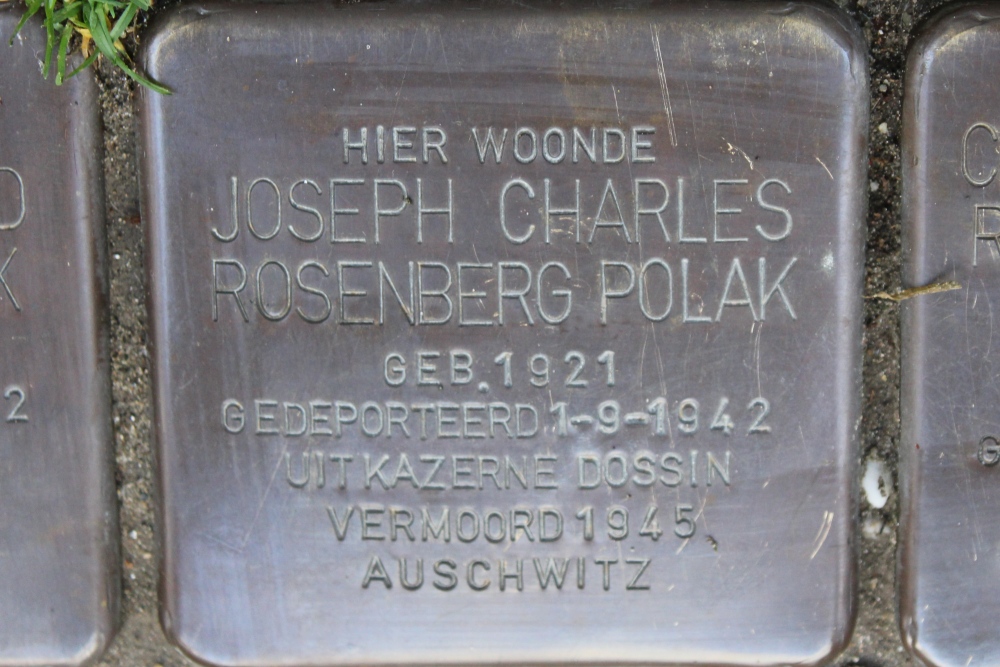 HIER WOONDE
JOSEPH CHARLES
ROSENBERG POLAK
GEB. 1921
GEDEPORTEERD 1-9-1942
UIT KAZERNE DOSSIN
VERMOORD 1945
AUSCHWITZ